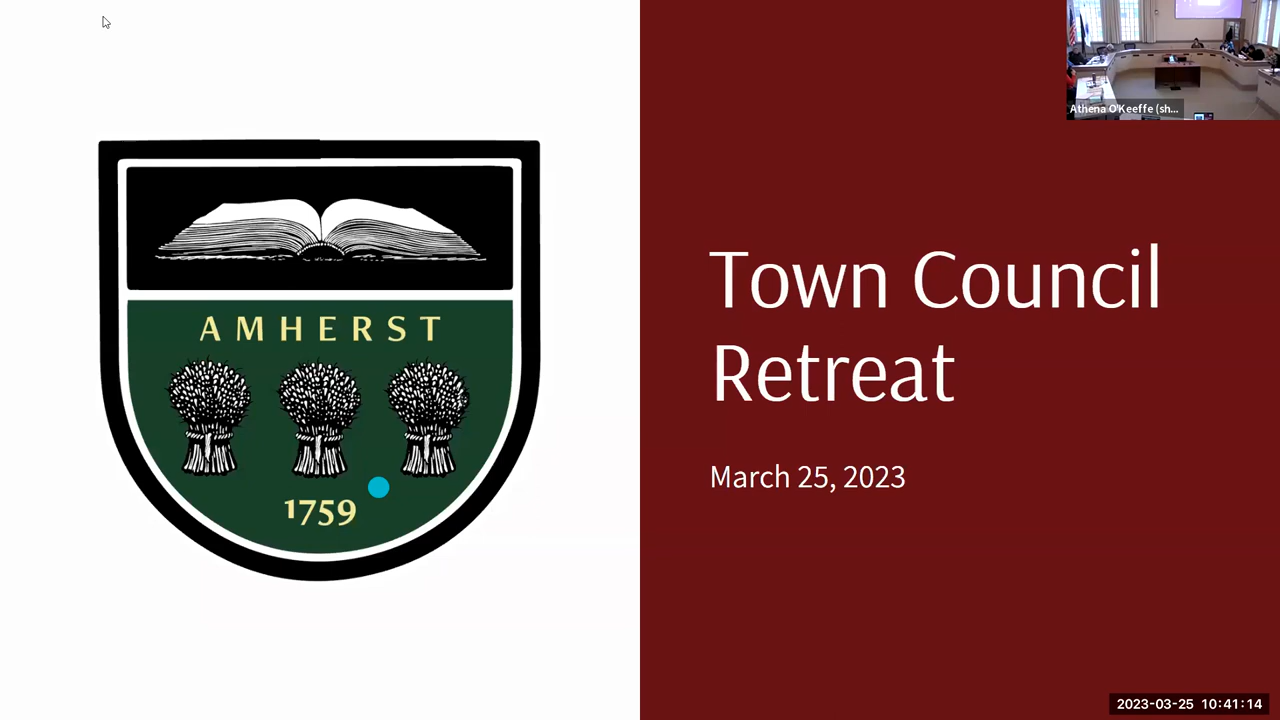 Athena O'Keeffe (sh...
AMHERST
1759
Town Council
Retreat
March 25, 2023
2023-03-25 10:41:14